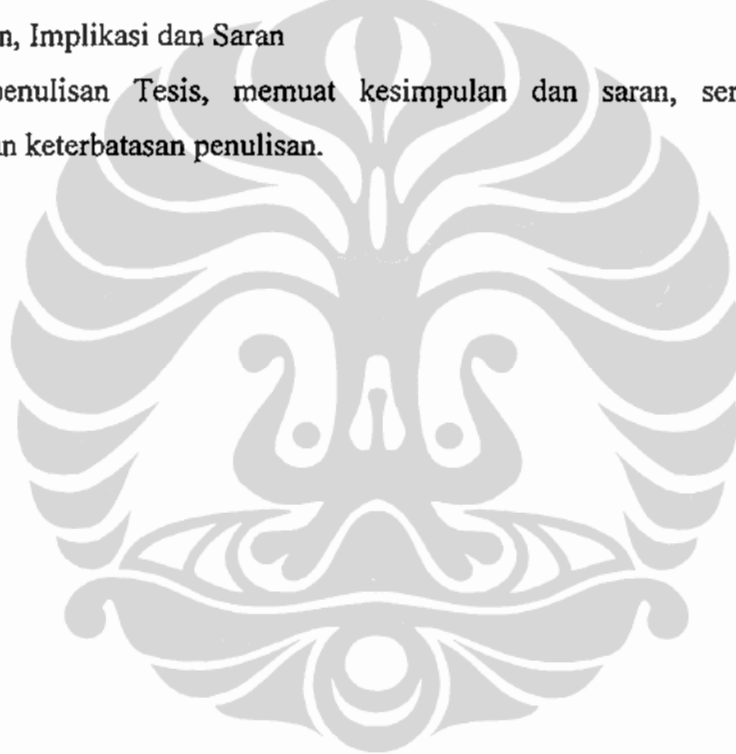 n, Implikasi dan Saran
penulisan Tesis, memuat kesimpulan dan saran, ser
n keterbatasan penulisan.